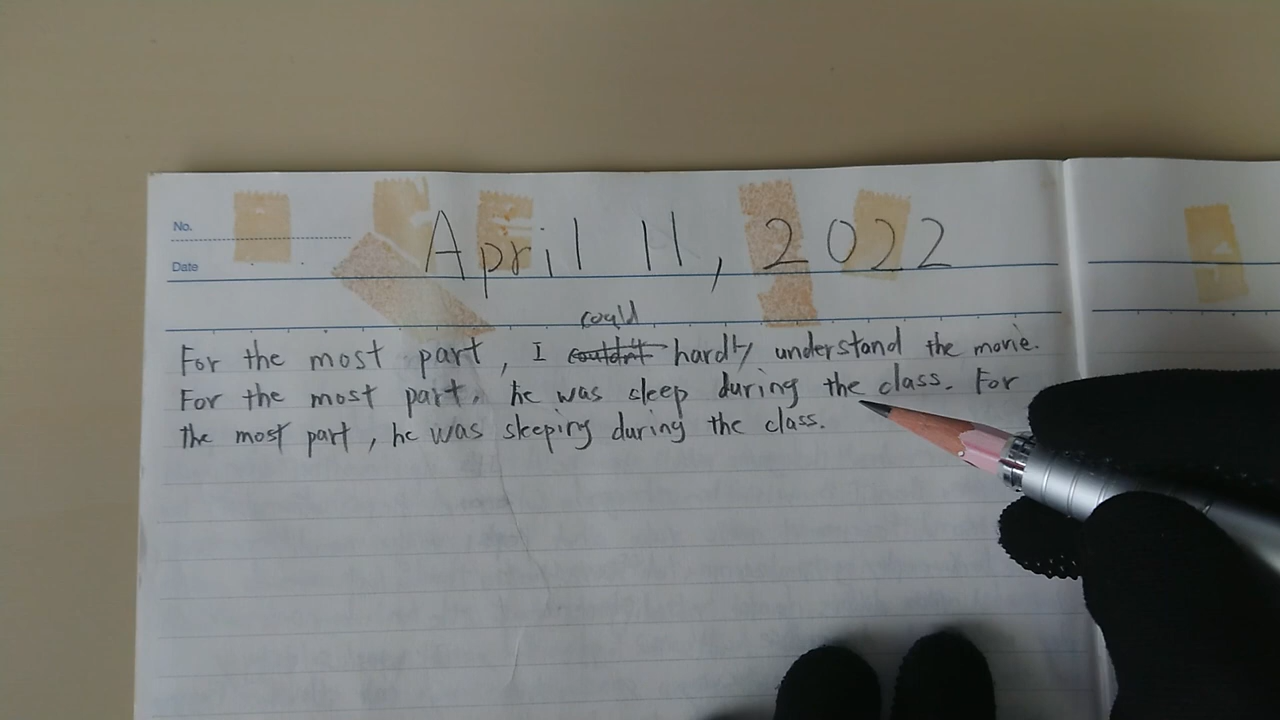 No.
Date
April 11, 2022
could
For the most part, I couldn't hardly understand the movie.
For the most part, he was sleep during the class. For
the most part, he was sleeping during the class.